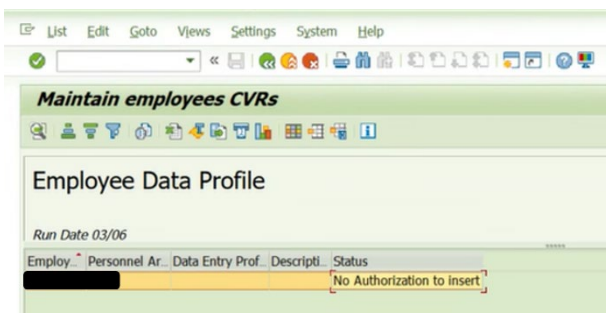 List Edit Goto Views Settings System Help
Maintain employees CVRs
Employee Data Profile
Run Date 03/06
Employ... Personnel Ar... Data Entry Prof... Descripti... Status
No Authorization to insert